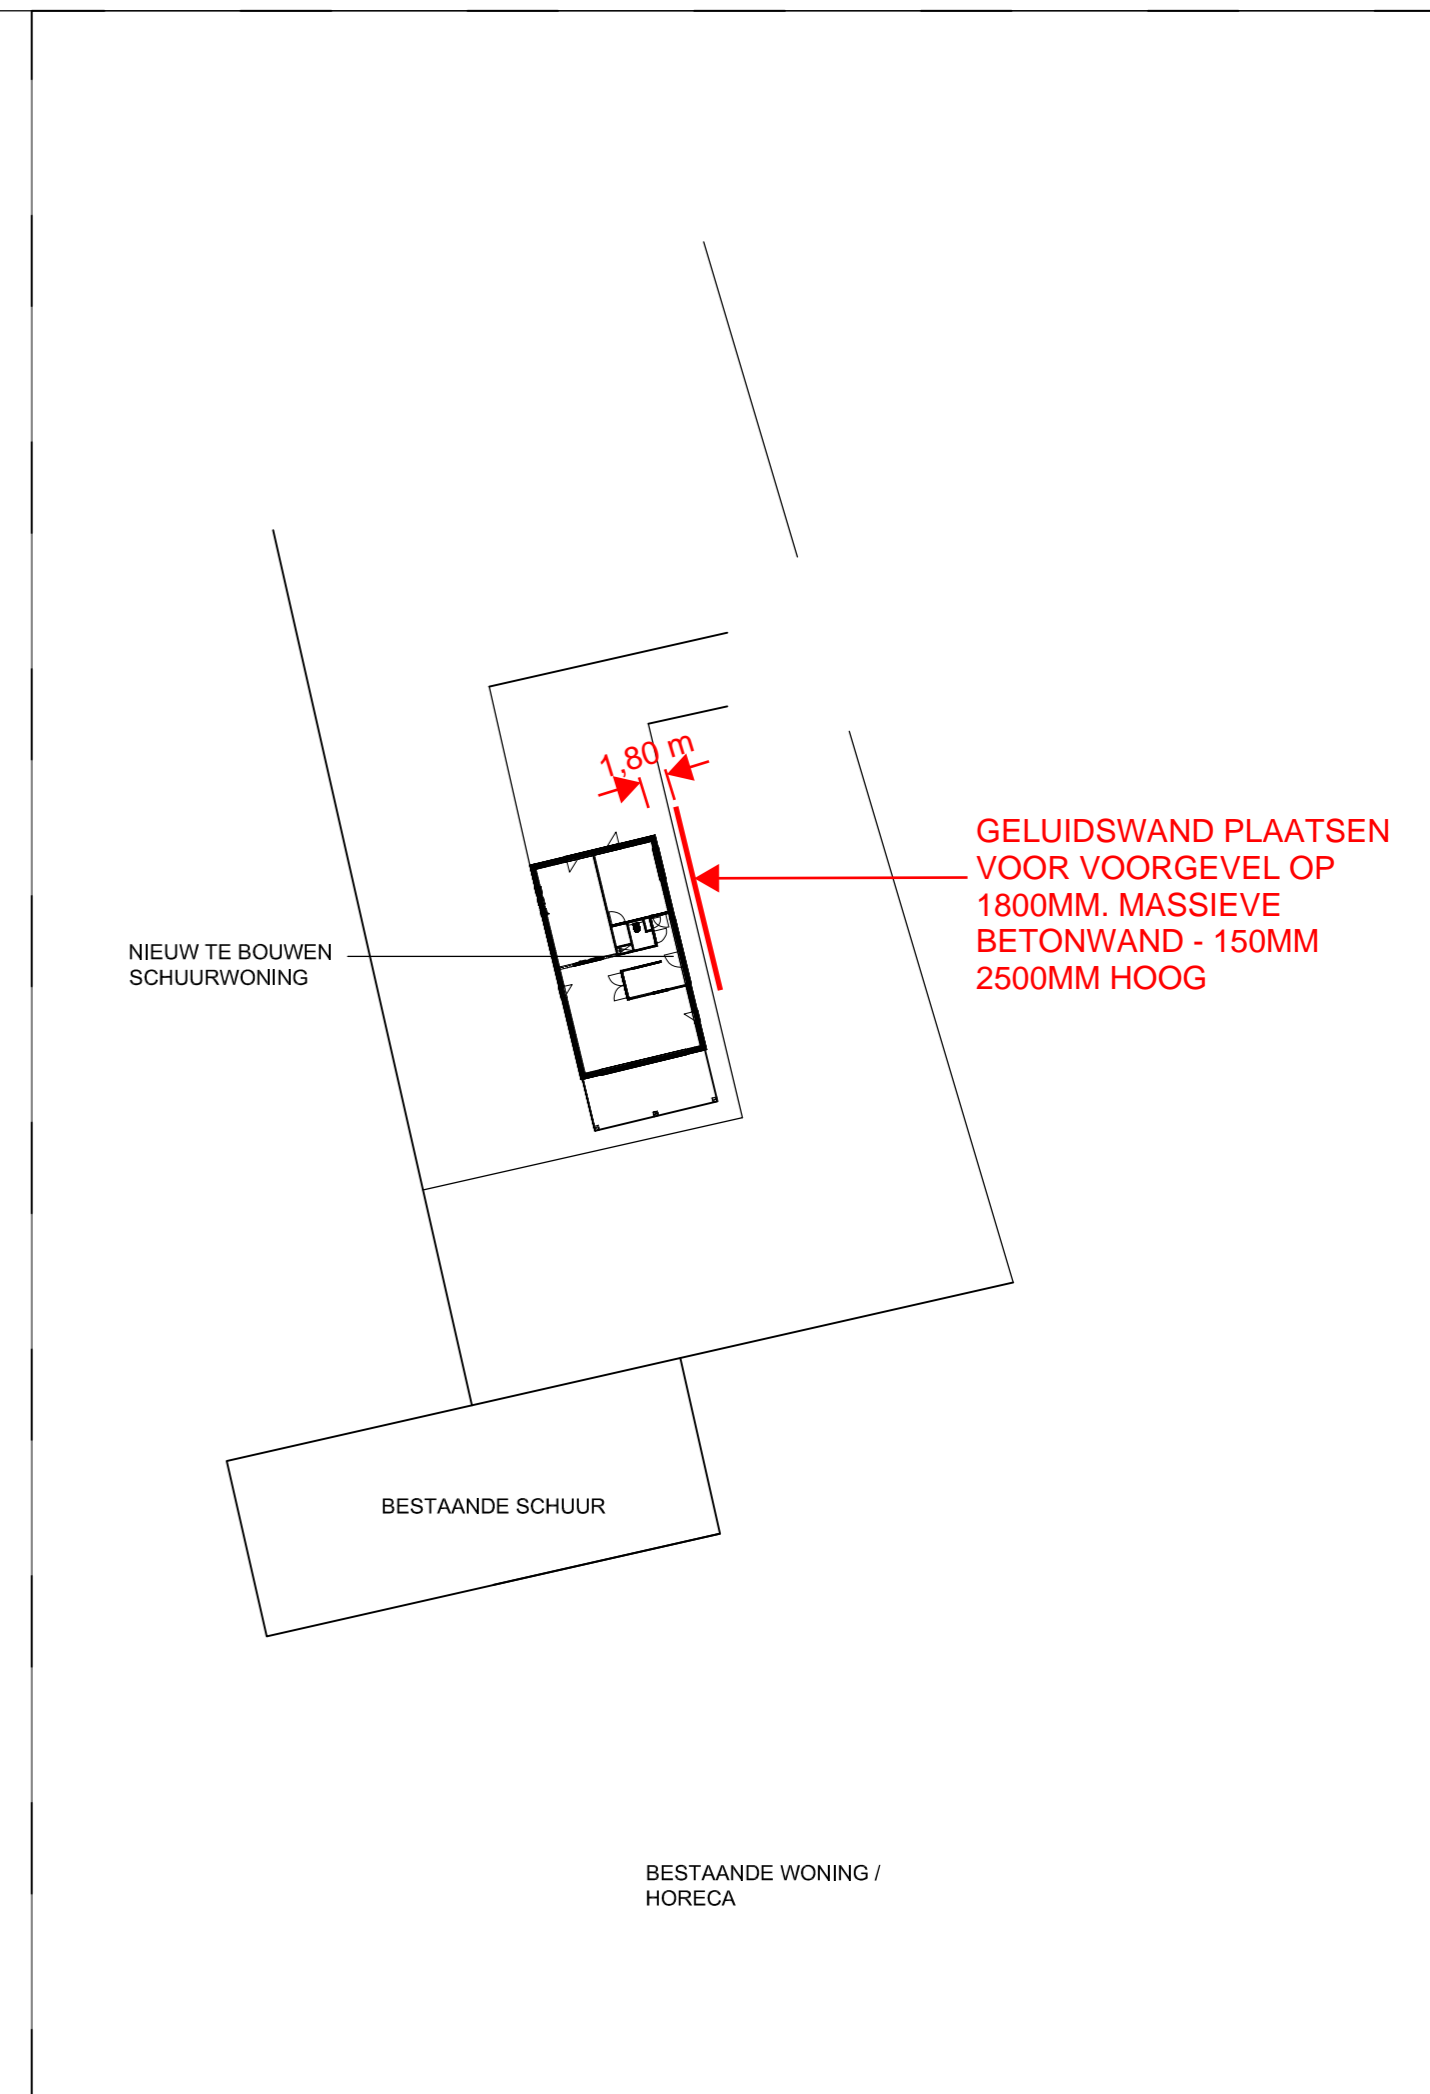 1,80 m
GELUIDSWAND PLAATSEN
VOOR VOORGEVEL OP
1800MM. MASSIEVE
BETONWAND - 150MM
2500MM HOOG
NIEUW TE BOUWEN
SCHUURWONING
BESTAANDE SCHUUR
BESTAANDE WONING /
HORECA